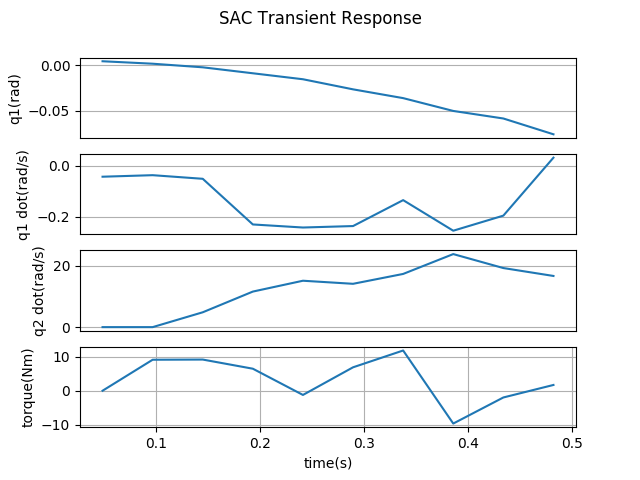 SAC Transient Response
0.00
−0.05
q1(rad)
0.0
−0.2
q1 dot(rad/s)
20
0
q2 dot(rad/s)
10
0
−10
torque(Nm)
0.1 0.2 0.3 0.4 0.5
time(s)